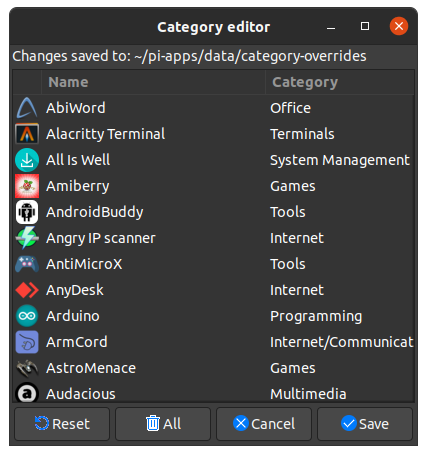 Category editor
Changes saved to: ~/pi-apps/data/category-overrides
Name Category
AbiWord Office
Alacritty Terminal Terminals
All Is Well System Management
Amiberry Games
AndroidBuddy Tools
Angry IP scanner Internet
AntiMicroX Tools
AnyDesk Internet
Arduino Programming
ArmCord Internet/Communicat
AstroMenace Games
Audacious Multimedia
Reset All Cancel Save